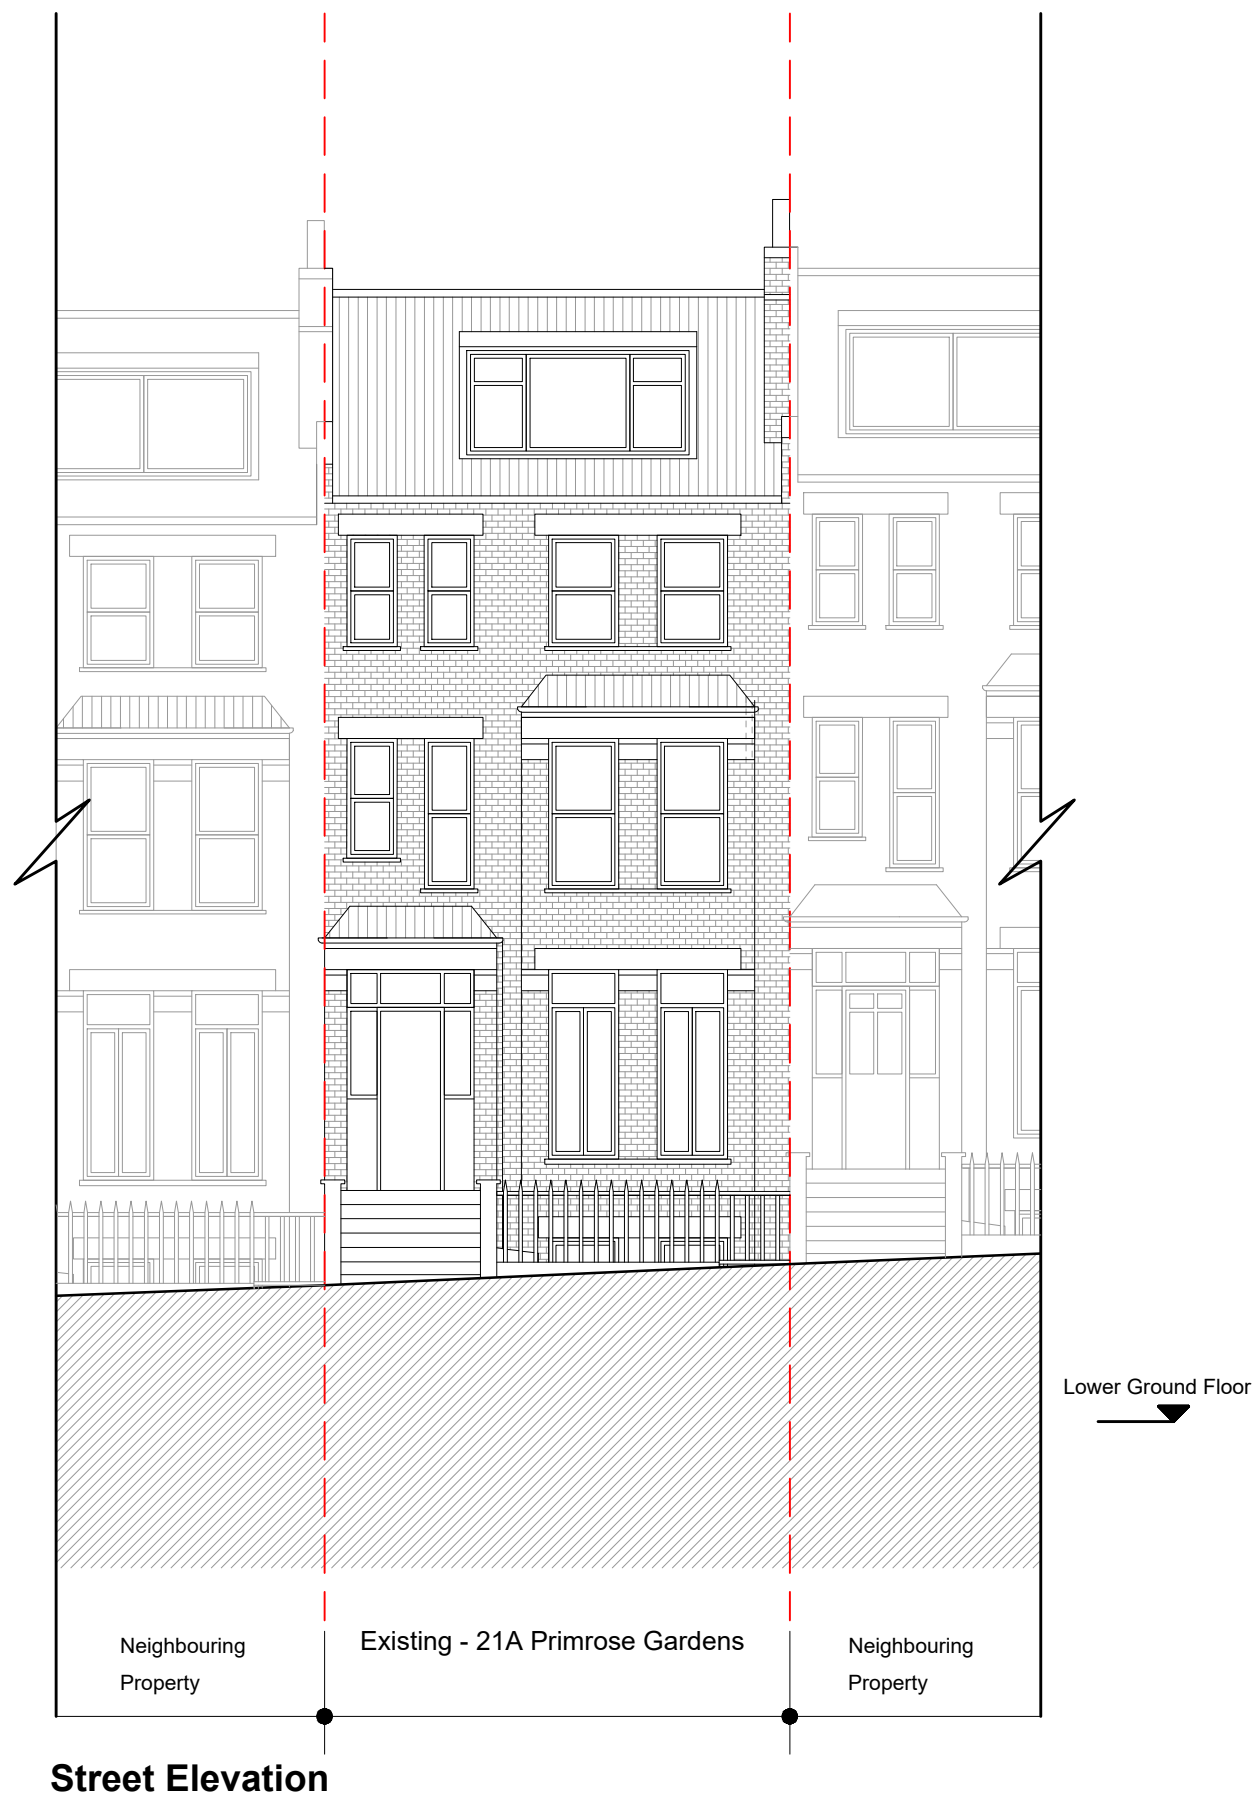 Lower Ground Floor
Neighbouring
Property
Existing - 21A Primrose Gardens
Neighbouring
Property
Street Elevation